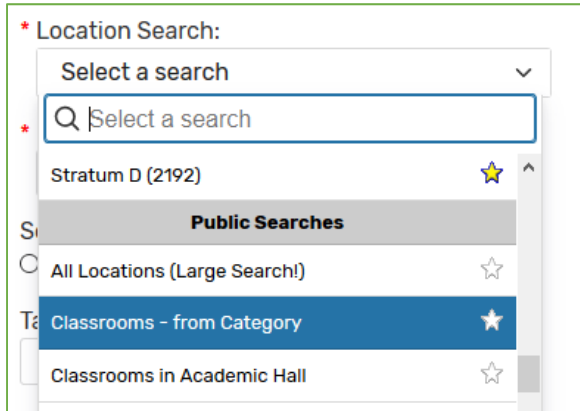 * Location Search:
Select a search
Select a search
*
Stratum D (2192)
Public Searches
All Locations (Large Search!)
Classrooms - from Category
Classrooms in Academic Hall